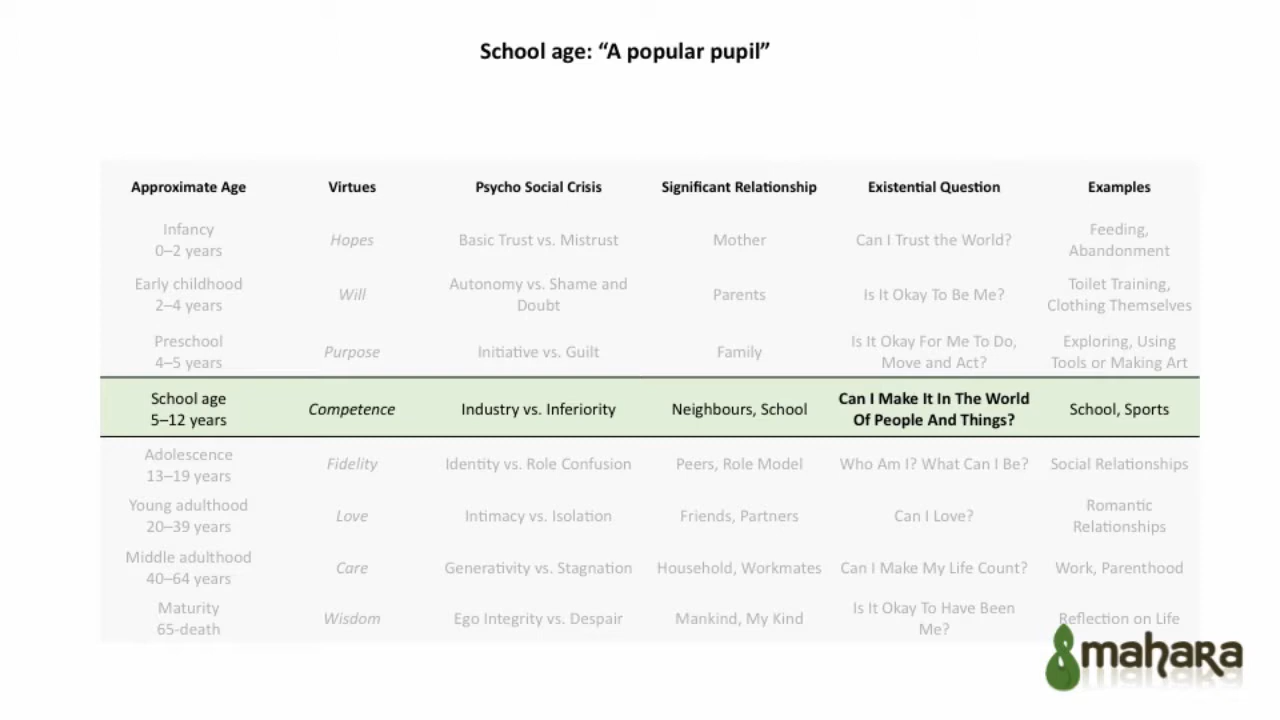 School age: “A popular pupil”
Approximate Age Virtues Psycho Social Crisis Significant Relationship Existential Question Examples
Infancy
0–2 years
Hopes
Basic Trust vs. Mistrust
Mother
Can I Trust the World?
Feeding,
Abandonment
Early childhood
2–4 years
Will
Autonomy vs. Shame and
Doubt
Parents
Is It Okay To Be Me?
Toilet Training,
Clothing Themselves
Preschool
4–5 years
Purpose
Initiative vs. Guilt
Family
Is It Okay For Me To Do,
Move and Act?
Exploring, Using
Tools or Making Art
School age
5–12 years
Competence
Industry vs. Inferiority
Neighbours, School
Can I Make It In The World
Of People And Things?
School, Sports
Adolescence
13–19 years
Fidelity
Identity vs. Role Confusion
Peers, Role Model
Who Am I? What Can I Be?
Social Relationships
Young adulthood
20–39 years
Love
Intimacy vs. Isolation
Friends, Partners
Can I Love?
Romantic
Relationships
Middle adulthood
40–64 years
Care
Generativity vs. Stagnation
Household, Workmates
Can I Make My Life Count?
Work, Parenthood
Maturity
65-death
Wisdom
Ego Integrity vs. Despair
Mankind, My Kind
Is It Okay To Have Been
Me?
Reflection on Life
mahara